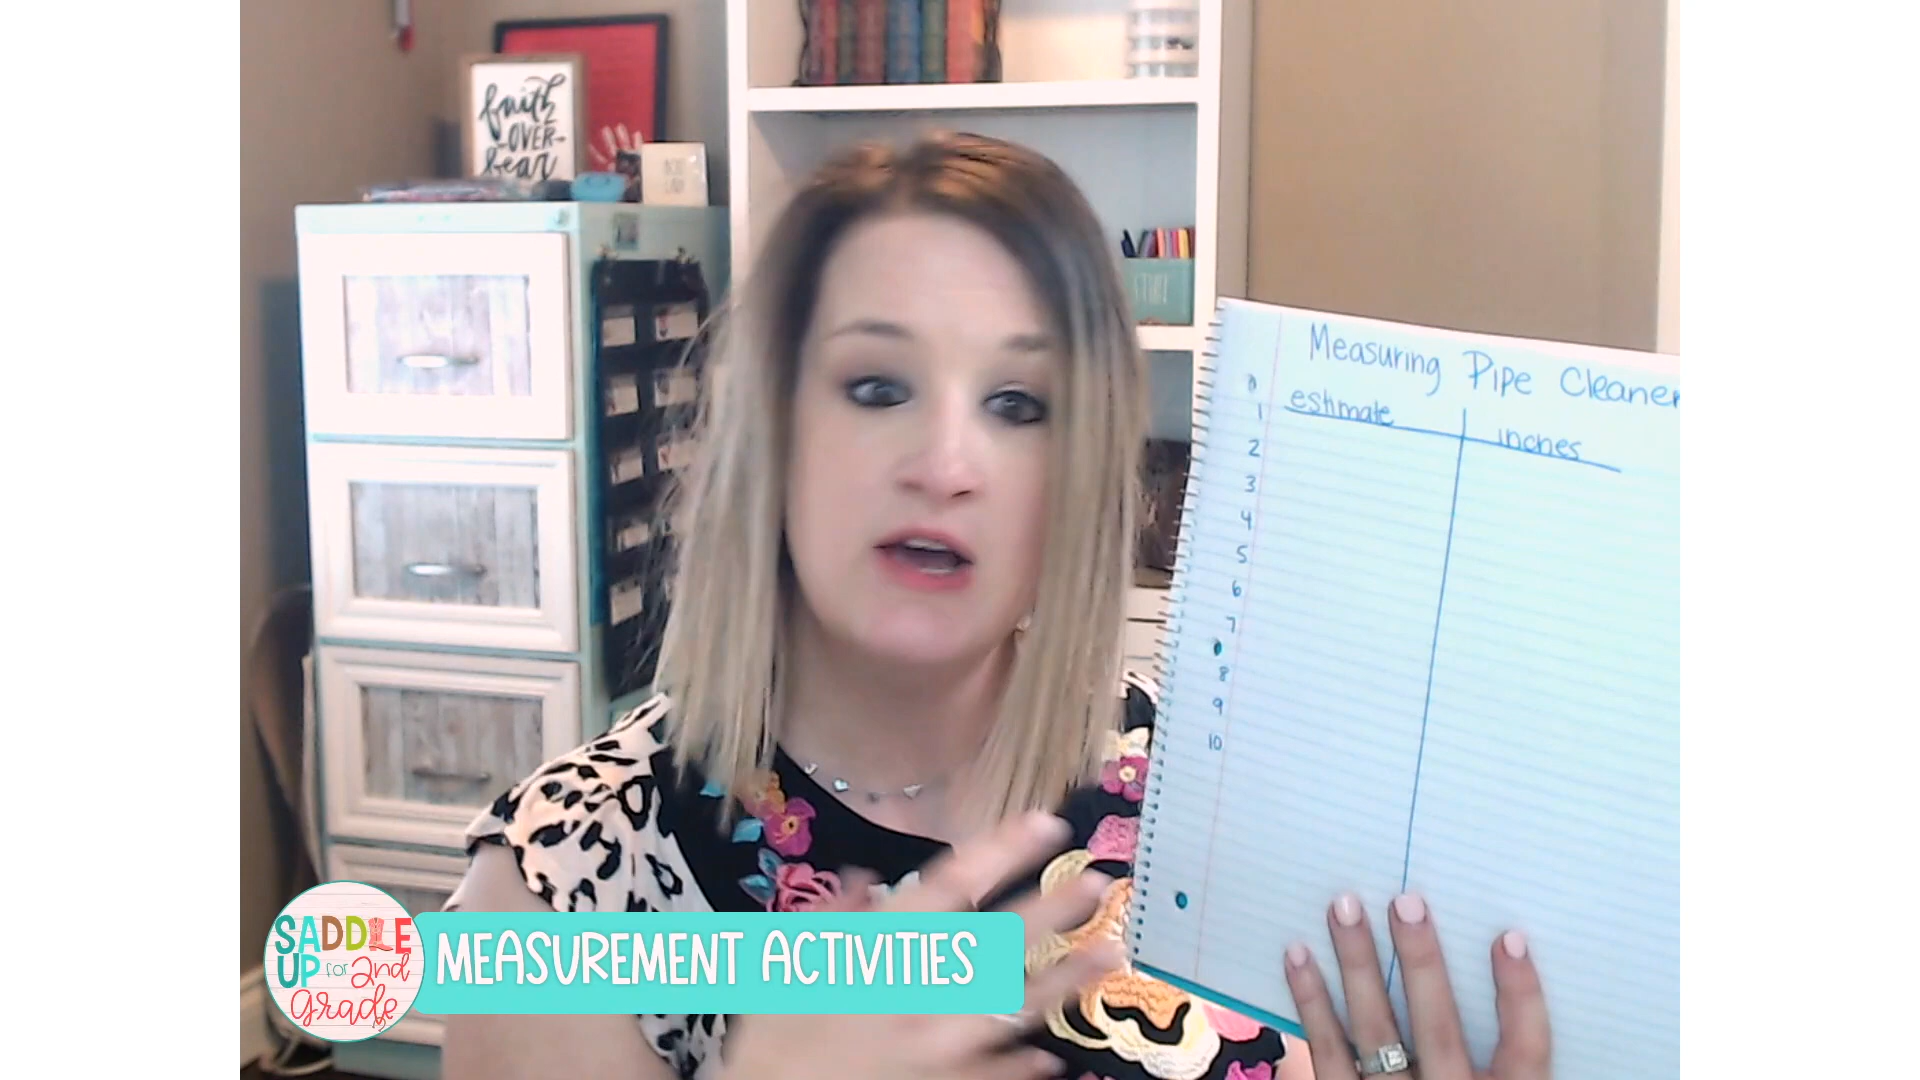 faith
-OVER-
fear
STUFF
Measuring Pipe Cleaner
estimate
inches
1
2
3
4
5
6
7
8
9
10
SADDLE
UP for 2nd
grade
MEASUREMENT ACTIVITIES